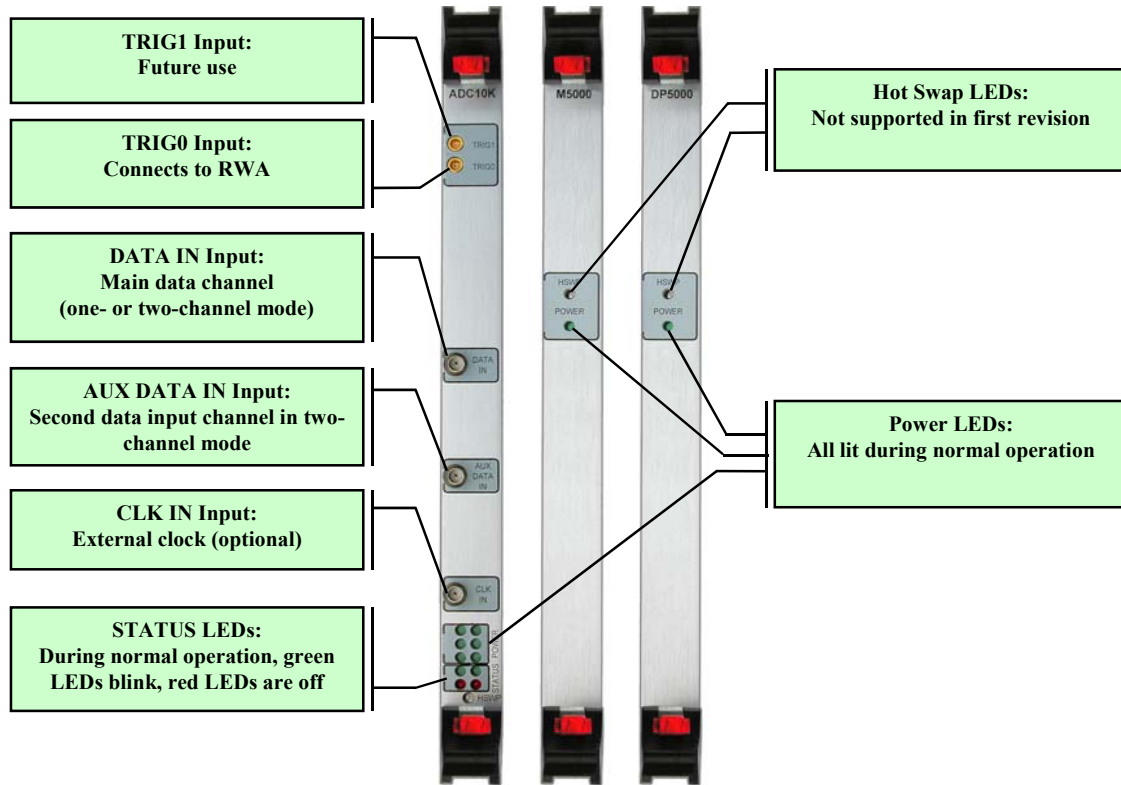 TRIG1 Input:
Future use
TRIG0 Input:
Connects to RWA
DATA IN Input:
Main data channel
(one- or two-channel mode)
AUX DATA IN Input:
Second data input channel in two-
channel mode
CLK IN Input:
External clock (optional)
STATUS LEDs:
During normal operation, green
LEDs blink, red LEDs are off
ADC10K
TRIG1
TRIG0
DATA
IN
AUX
DATA
IN
CLK
IN
POWER
STATUS
HSWP
M5000
HSWP
POWER
DP5000
HSWP
POWER
Hot Swap LEDs:
Not supported in first revision
Power LEDs:
All lit during normal operation